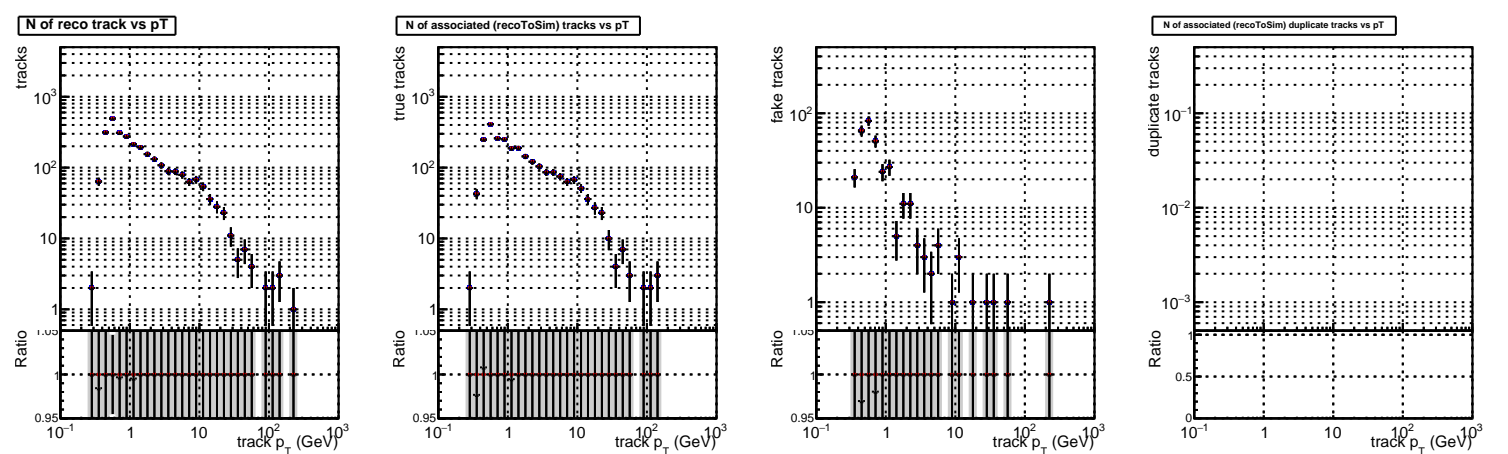 N of reco track vs pT
N of associated (recoToSim) tracks vs pT
N of associated (recoToSim) duplicate tracks vs pT
tracks
10³
10²
10
1
true tracks
10³
10²
10
1
fake tracks
10²
10
1
duplicate tracks
10⁻¹
10⁻²
10⁻³
Ratio
1.05
1
0.95
Ratio
1.05
1
0.95
Ratio
1.05
1
0.95
Ratio
1
0.5
0
10⁻¹ 1 10 10² 10³
track p_T (GeV)
10⁻¹ 1 10 10² 10³
track p_T (GeV)
10⁻¹ 1 10 10² 10³
track p_T (GeV)
10⁻¹ 1 10 10² 10³
track p_T (GeV)